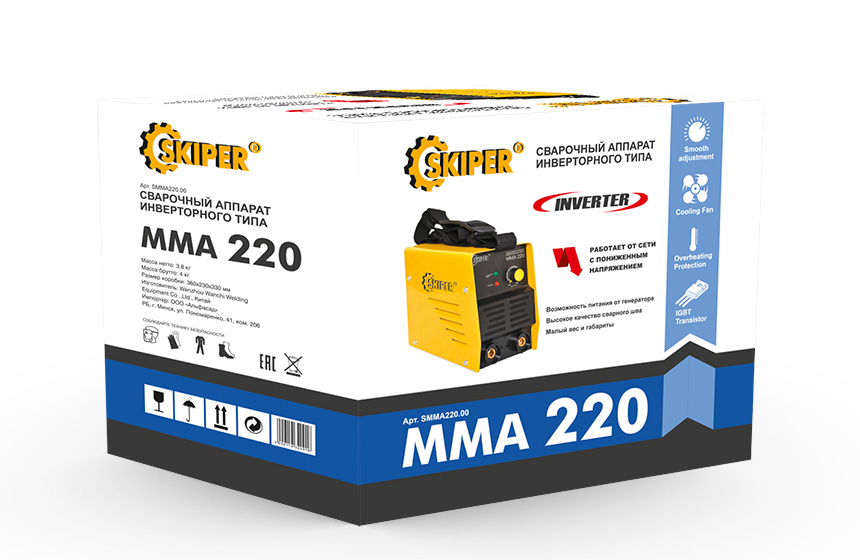 SKIPER®
Арт. SMMA220.00
СВАРОЧНЫЙ АППАРАТ
ИНВЕРТОРНОГО ТИПА
MMA 220
Масса нетто: 3.8 кг
Масса брутто: 4 кг
Размер коробки: 360x230x330 мм
Изготовитель: Wenzhou Wanchi Welding
Equipment Co ., Ltd., Китай
Импортер: ООО «Альфасад»
РБ, г. Минск, ул. Пономаренко, 41, ком. 206
СОБЛЮДАЙТЕ ТЕХНИКУ БЕЗОПАСНОСТИ
EAC
SKIPER®
СВАРОЧНЫЙ АППАРАТ
ИНВЕРТОРНОГО ТИПА
INVERTER
РАБОТАЕТ ОТ СЕТИ
С ПОНИЖЕННЫМ
НАПРЯЖЕНИЕМ
Возможность питания от генератора
Высокое качество сварного шва
Малый вес и габариты
SKIPER
MMA 220
SKIPER
Smooth
adjustment
Cooling Fan
Overheating
Protection
IGBT
Transistor
Арт. SMMA220.00
MMA 220